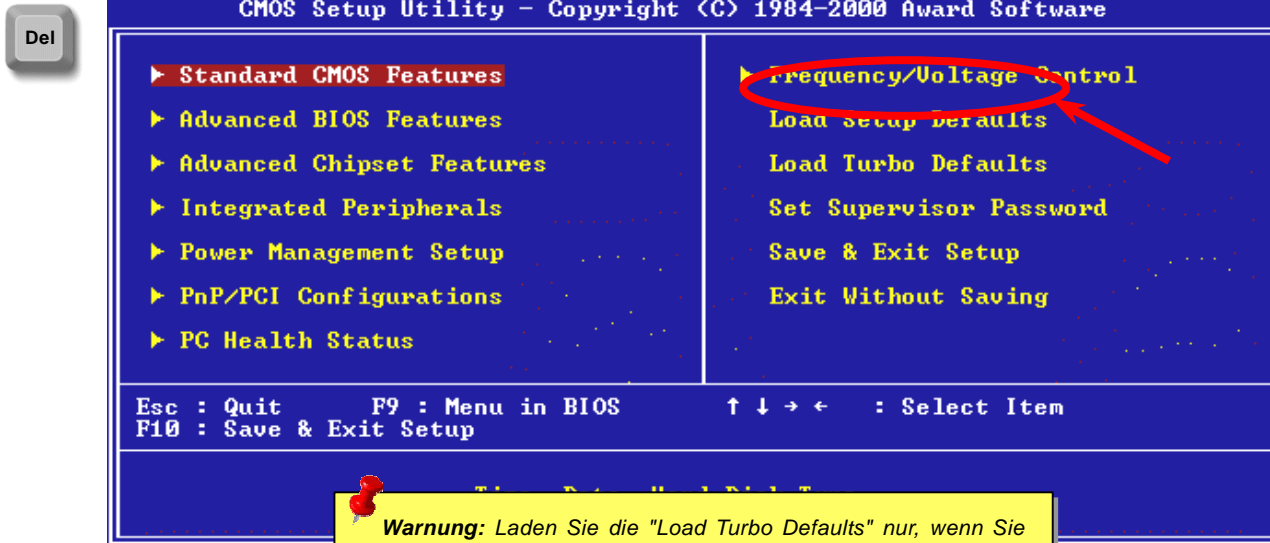 CMOS Setup Utility – Copyright (C) 1984–2000 Award Software
Del
Standard CMOS Features
Advanced BIOS Features
Advanced Chipset Features
Integrated Peripherals
Power Management Setup
PnP/PCI Configurations
PC Health Status
Frequency/Voltage Control
Load Setup Defaults
Load Turbo Defaults
Set Supervisor Password
Save & Exit Setup
Exit Without Saving
Esc : Quit F9 : Menu in BIOS ↑ ↓ → ← : Select Item
F10 : Save & Exit Setup
Warnung: Laden Sie die "Load Turbo Defaults" nur, wenn Sie